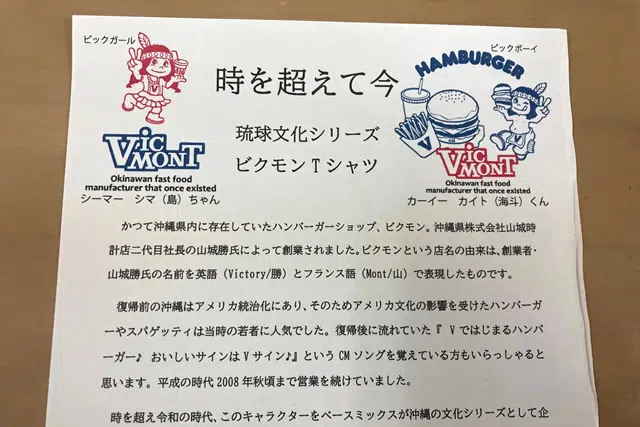 ビックガール
ビックボーイ
HAMBURGER
時を超えて今
琉球文化シリーズ
ビクモンTシャツ
V
VIC MONT
Okinawan fast food
manufacturer that once existed
シーマー シマ（島）ちゃん
VIC MONT
Okinawan fast food
manufacturer that once existed
カーイー カイト（海斗）くん
かつて沖縄県内に存在していたハンバーガーショップ、ビクモン。沖縄県株式会社山城時
計店二代目社長の山城勝氏によって創業されました。ビクモンという店名の由来は、創業者・
山城勝氏の名前を英語（Victory/勝）とフランス語（Mont/山）で表現したものです。
復帰前の沖縄はアメリカ統治化にあり、そのためアメリカ文化の影響を受けたハンバーガ
ーやスパゲッティは当時の若者に人気でした。復帰後に流れていた『 Vではじまるハンバ
ーガー♪ おいしいサインはVサイン♪』というCMソングを覚えている方もいらっしゃると
思います。平成の時代2008年秋頃まで営業を続けていました。
時を超え令和の時代、このキャラクターをベースミックスが沖縄の文化シリーズとして企